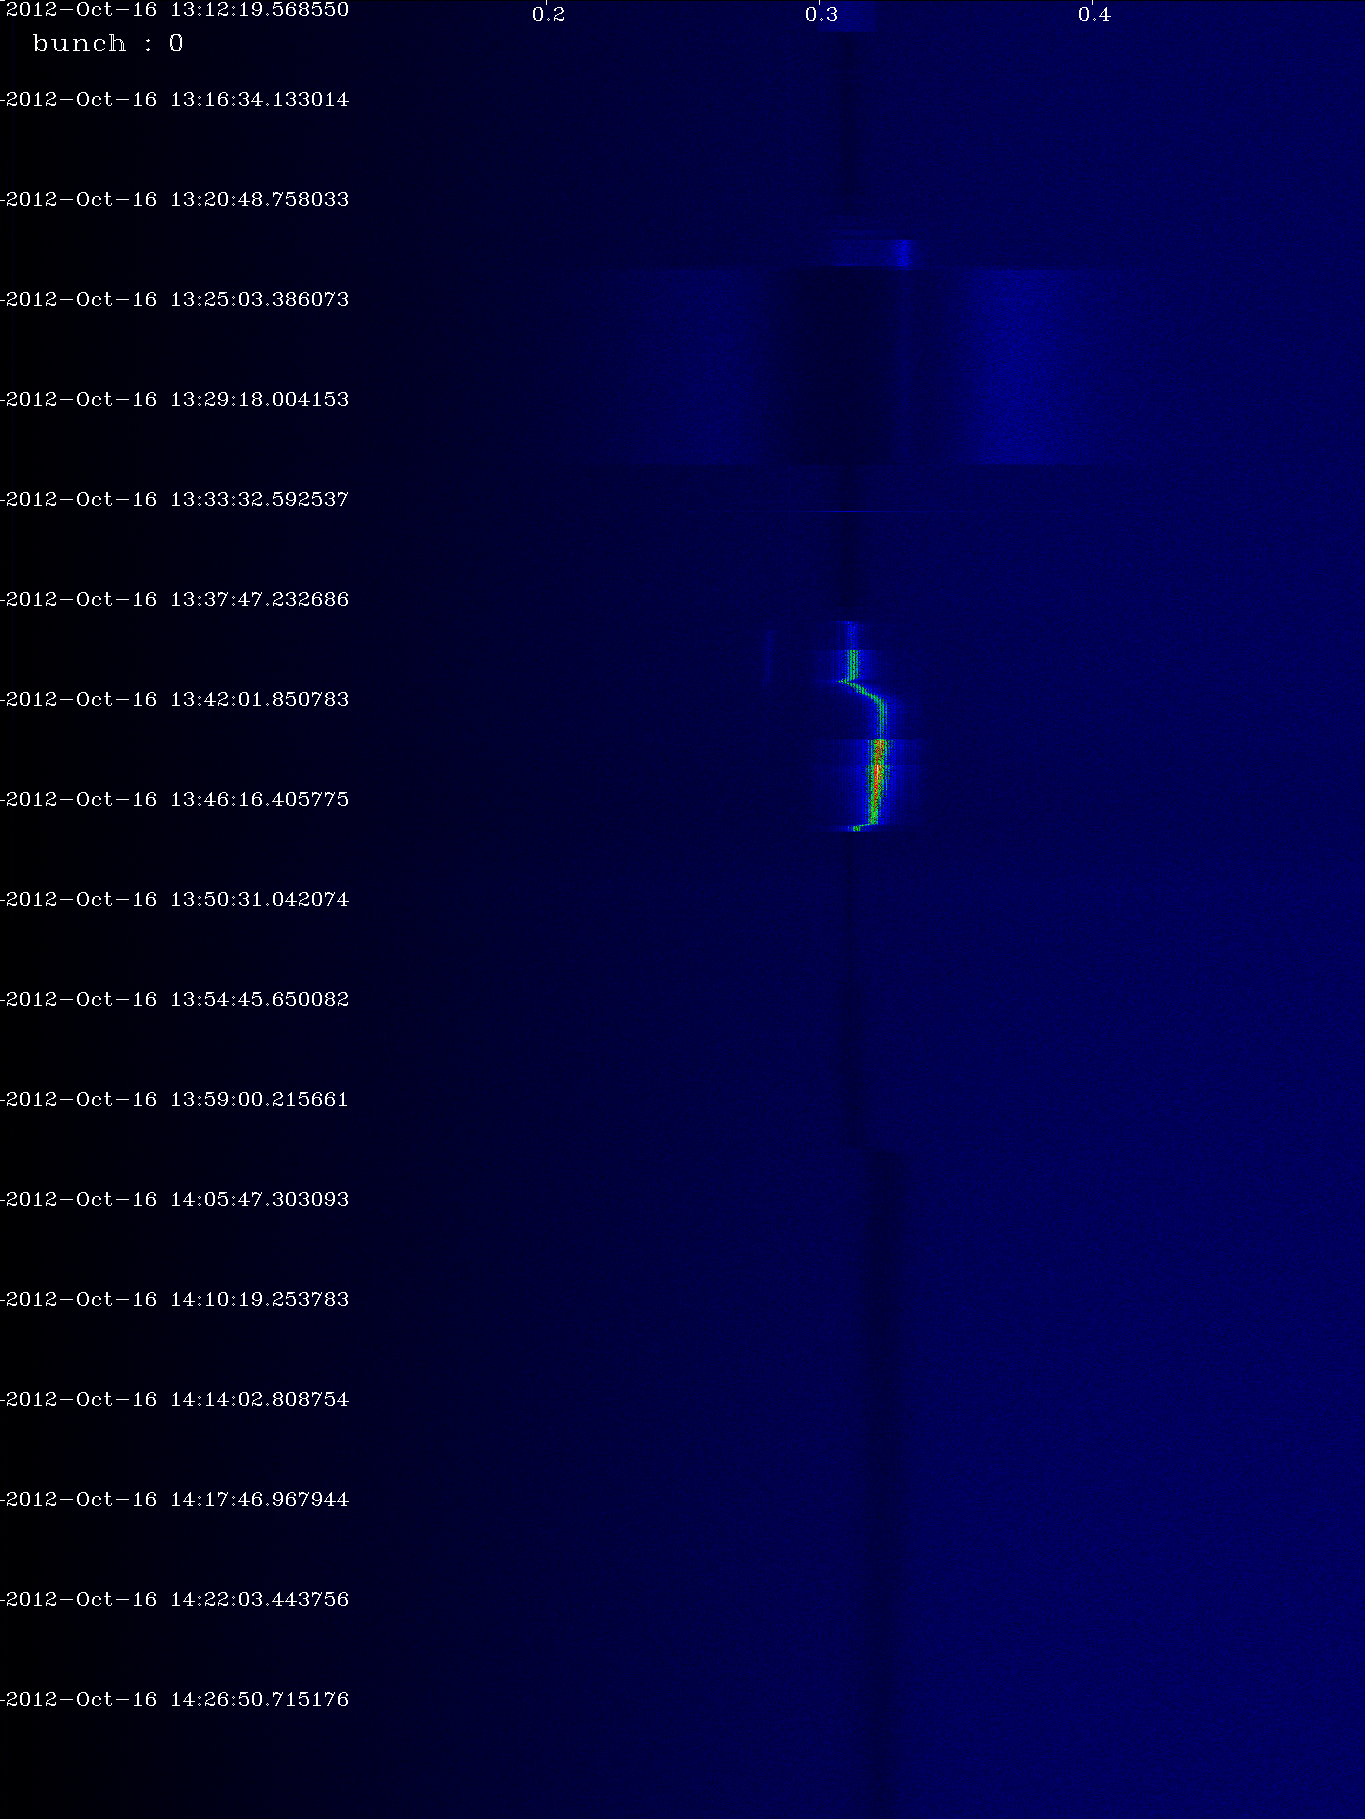 2012-Oct-16 13:12:19.568550 0.2 0.3 0.4
bunch : 0
-2012-Oct-16 13:16:34.133014
-2012-Oct-16 13:20:48.758033
-2012-Oct-16 13:25:03.386073
-2012-Oct-16 13:29:18.004153
-2012-Oct-16 13:33:32.592537
-2012-Oct-16 13:37:47.232686
-2012-Oct-16 13:42:01.850783
-2012-Oct-16 13:46:16.405775
-2012-Oct-16 13:50:31.042074
-2012-Oct-16 13:54:45.650082
-2012-Oct-16 13:59:00.215661
-2012-Oct-16 14:05:47.303093
-2012-Oct-16 14:10:19.253783
-2012-Oct-16 14:14:02.808754
-2012-Oct-16 14:17:46.967944
-2012-Oct-16 14:22:03.443756
-2012-Oct-16 14:26:50.715176